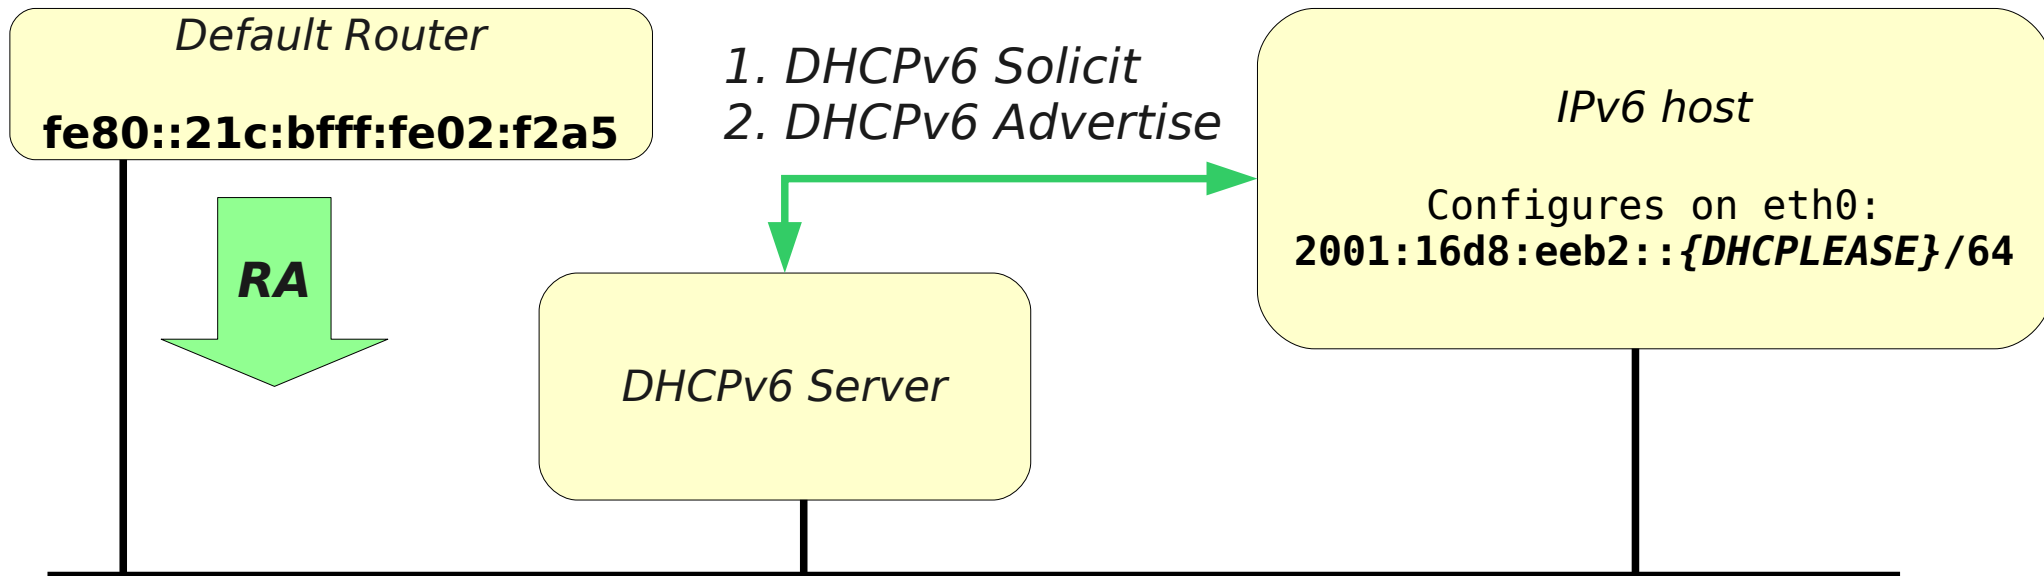 Default Router
fe80::21c:bfff:fe02:f2a5
RA
1. DHCPv6 Solicit
2. DHCPv6 Advertise
DHCPv6 Server
IPv6 host
Configures on eth0:
2001:16d8:eeb2::{DHCPLEASE}/64